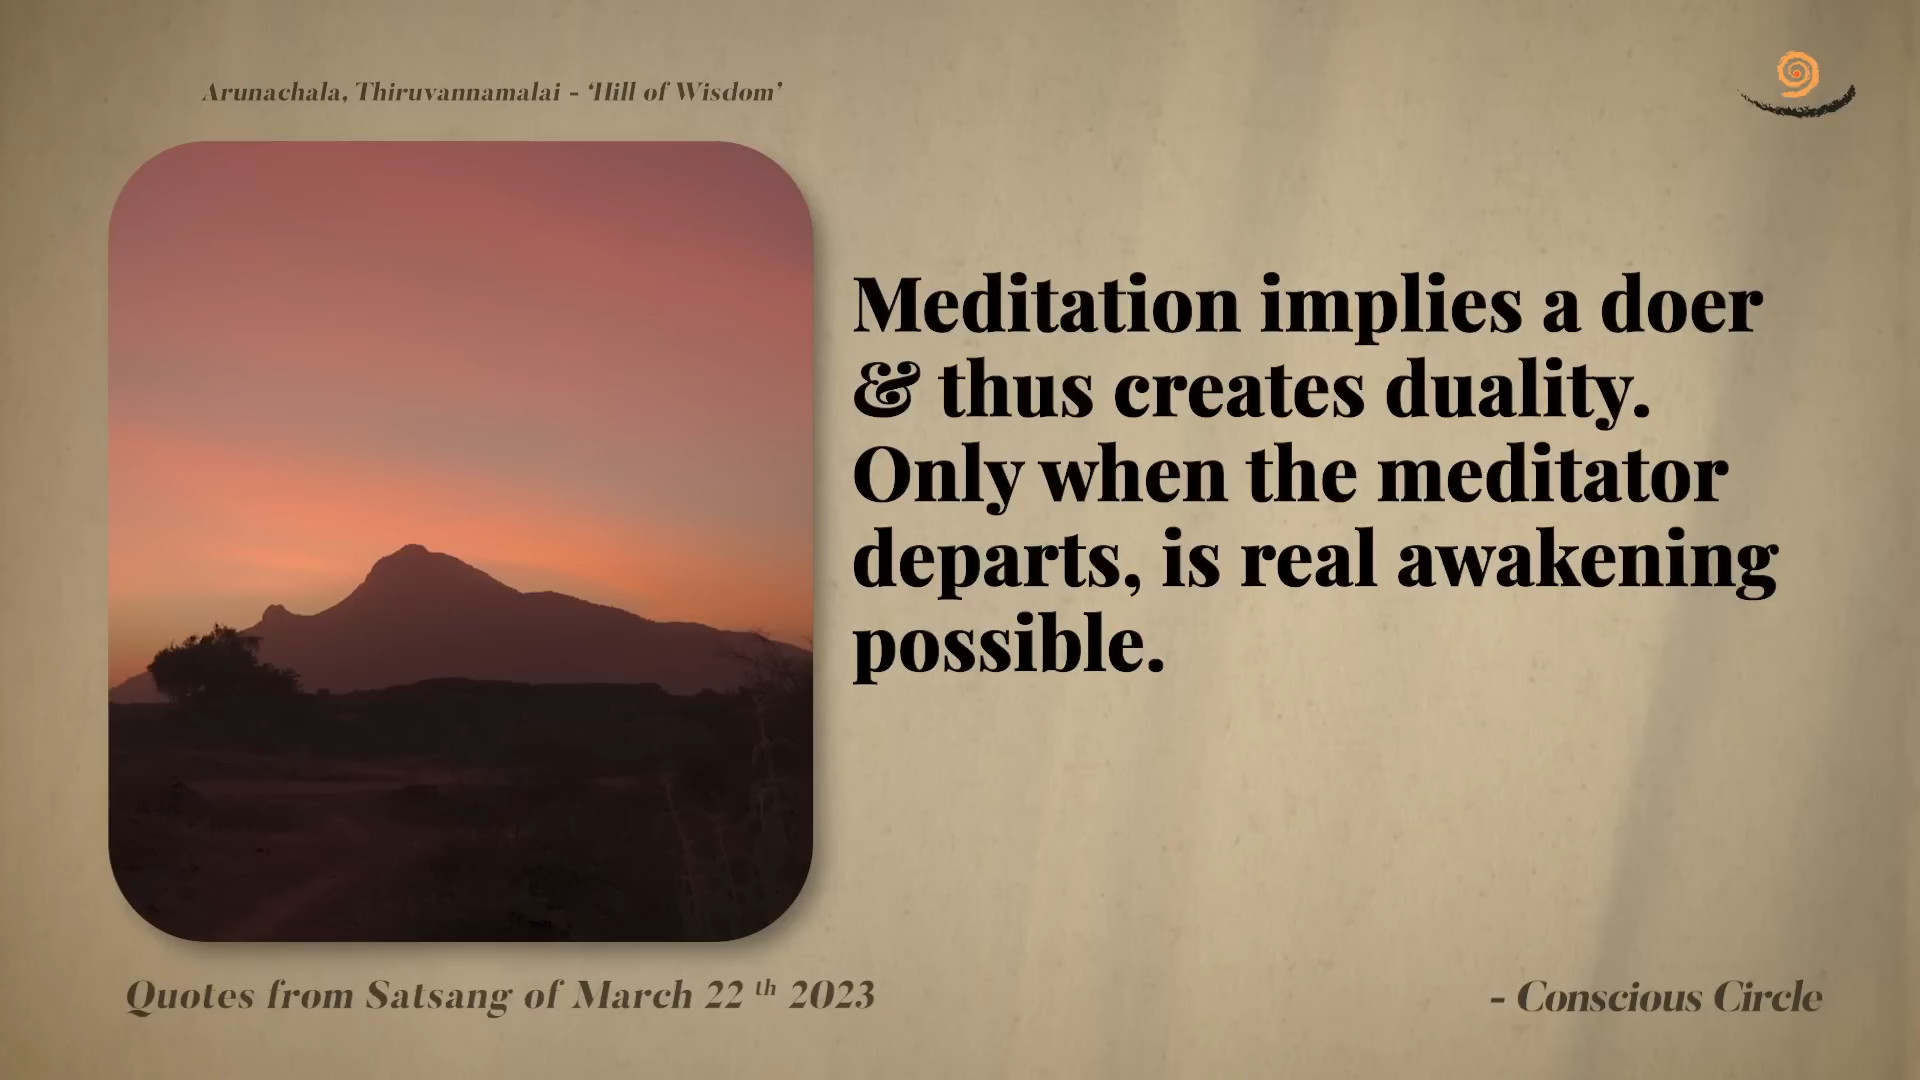 Arunachala, Thiruvannamalai - ‘Hill of Wisdom’
Meditation implies a doer
& thus creates duality.
Only when the meditator
departs, is real awakening
possible.
Quotes from Satsang of March 22 th 2023
- Conscious Circle